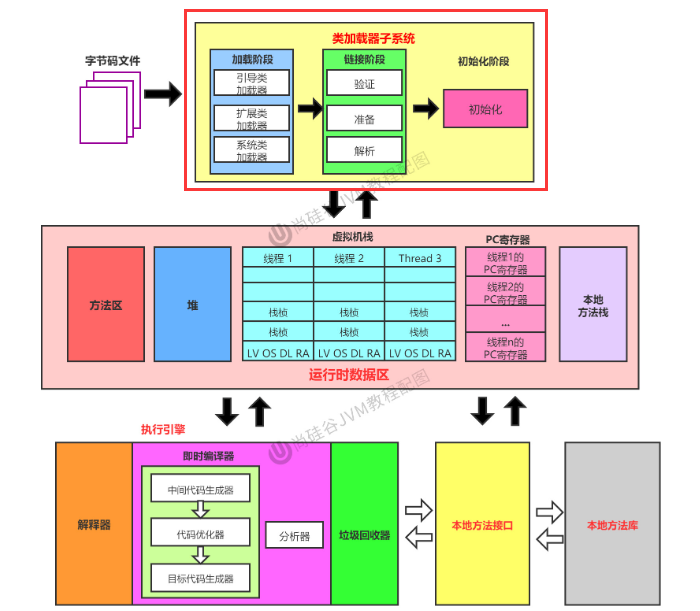 类加载器子系统
字节码文件
加载阶段
引导类
加载器
扩展类
加载器
系统类
加载器
链接阶段
验证
准备
解析
初始化阶段
初始化
尚硅谷JVM教程配图
方法区
堆
虚拟机栈
线程 1
线程 2
Thread 3
栈桢
栈桢
栈桢
栈桢
栈桢
栈桢
LV OS DL RA
LV OS DL RA
LV OS DL RA
PC寄存器
线程1的
PC寄存器
线程2的
PC寄存器
...
线程n的
PC寄存器
本地
方法栈
运行时数据区
尚硅谷JVM教程配图
执行引擎
解释器
即时编译器
中间代码生成器
代码优化器
目标代码生成器
分析器
垃圾回收器
本地方法接口
本地方法库